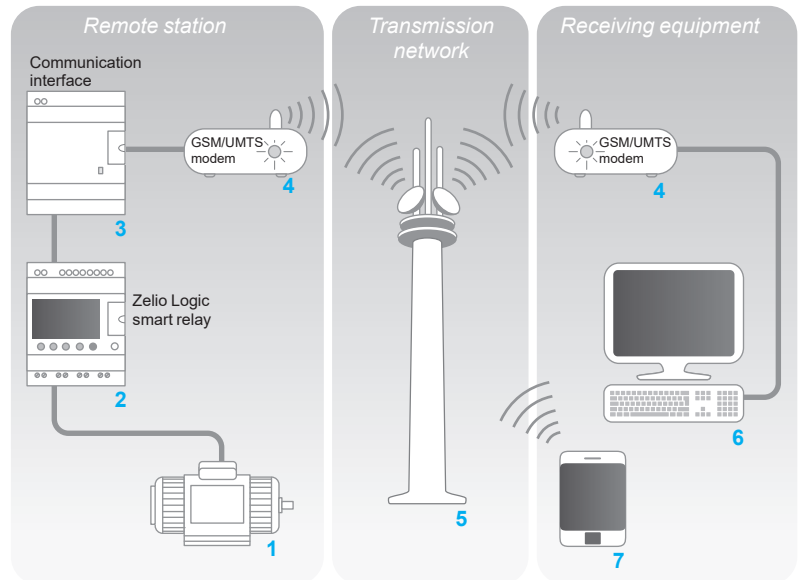 Remote station
Transmission
network
Receiving equipment
Communication
interface
GSM/UMTS
modem
4
3
Zelio Logic
smart relay
2
1
5
GSM/UMTS
modem
4
6
7